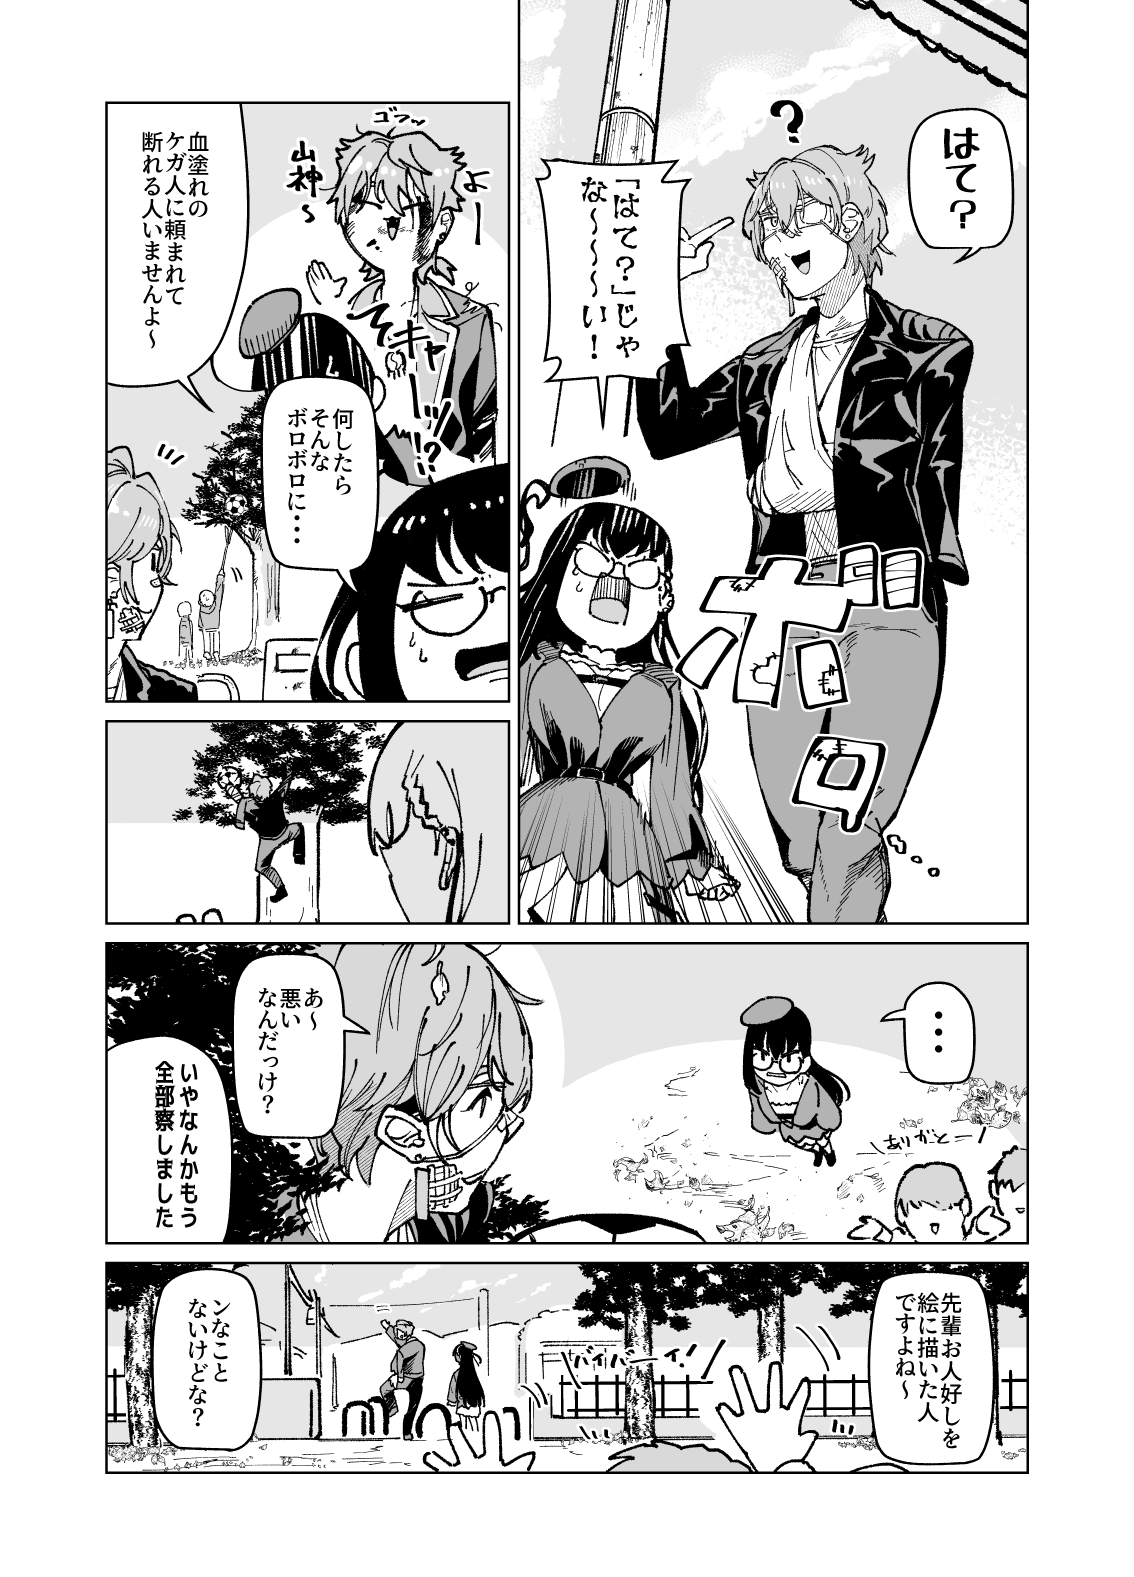 はて?
?
「はて?」じゃ
な〜〜〜〜い!
ボロ
ゴフッ
よー
山神〜
ギャーッ!?
血塗れの
ケガ人に頼まれて
断れる人いませんよ〜
何したら
そんな
ボロボロに・・・
・・・
ありがとー
あ〜
悪い
なんだっけ?
いやなんかもう
全部察しました
先輩お人好しを
絵に描いた人
ですよね〜
バイバーイ!
ンなこと
ないけどな?